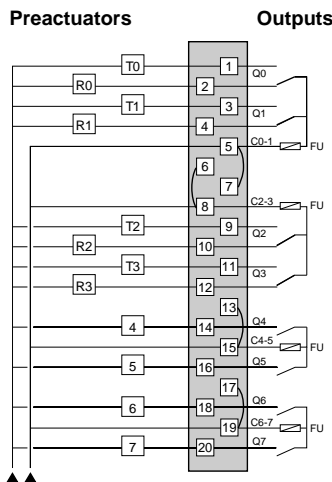 Preactuators Outputs
T0 1
Q0
R0 2
T1 3
Q1
R1 4
5 C0-1 FU
6
7
8 C2-3 FU
T2 9
Q2
R2 10
T3 11
Q3
R3 12
13
4 14 Q4
15 C4-5 FU
5 16 Q5
17
6 18 Q6
19 C6-7 FU
7 20 Q7